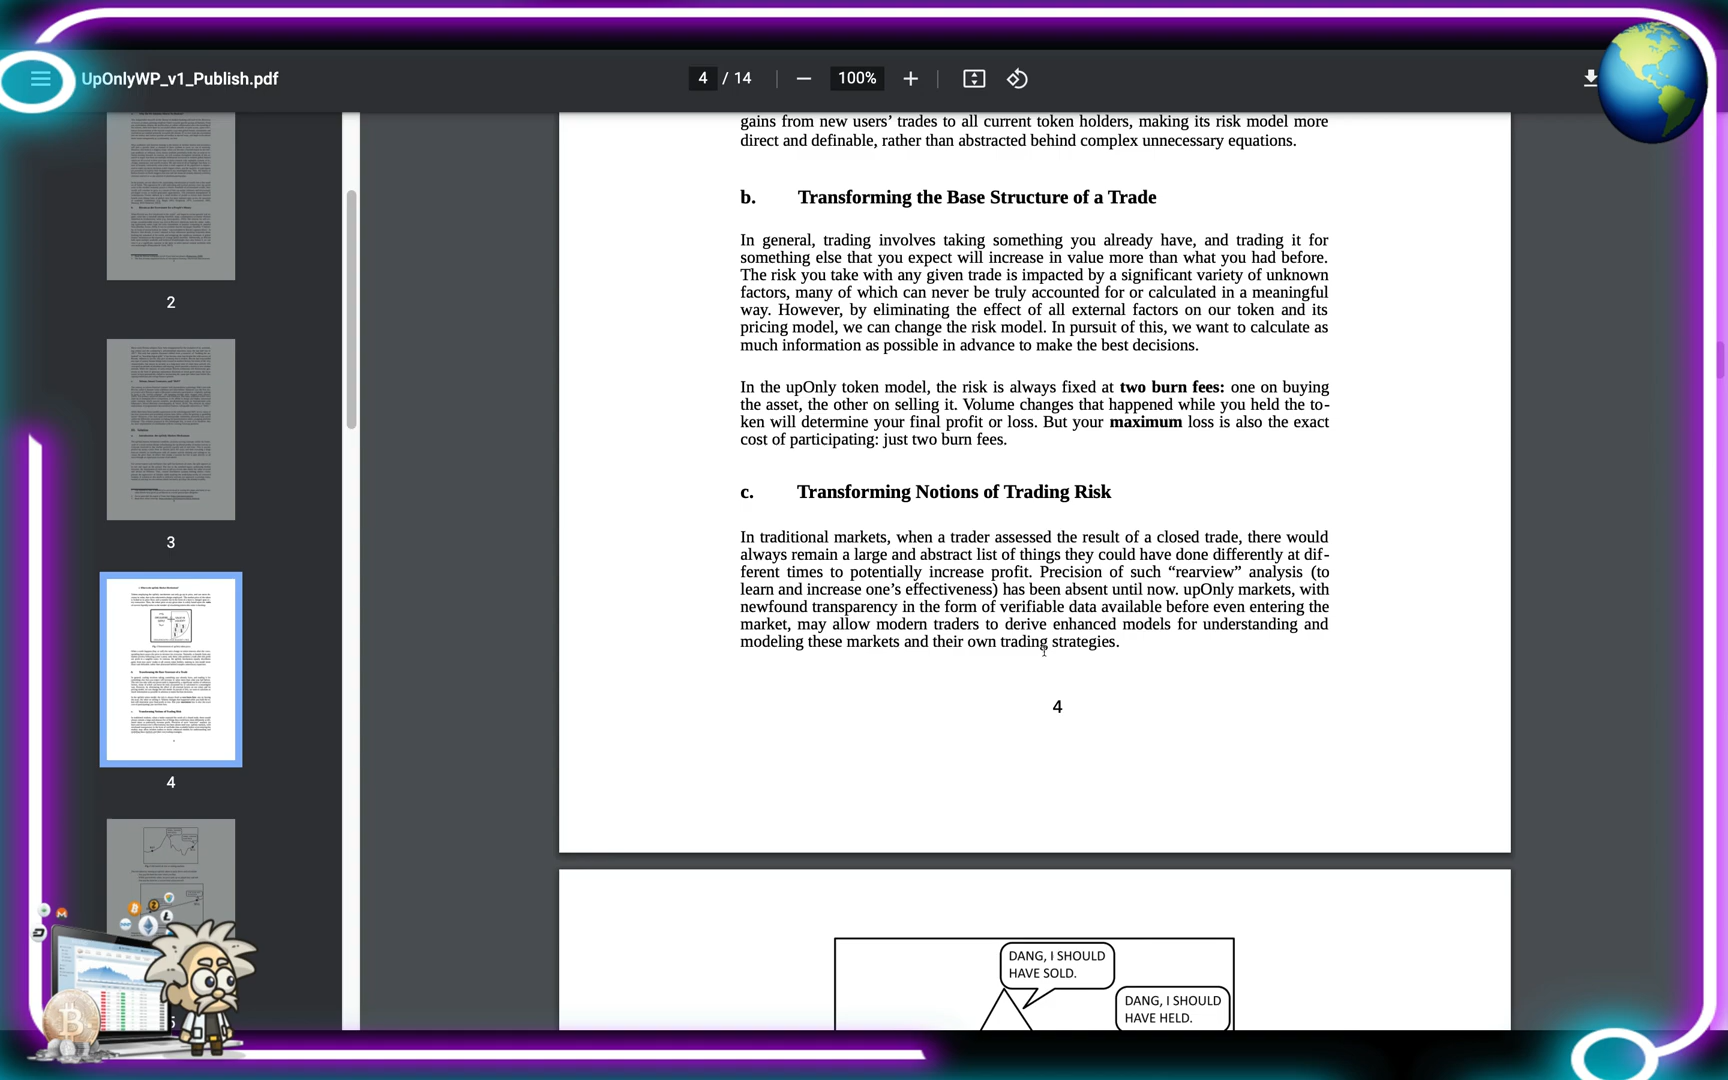 UpOnlyWP_v1_Publish.pdf
4 / 14
100%
2
3
4
5
gains from new users’ trades to all current token holders, making its risk model more
direct and definable, rather than abstracted behind complex unnecessary equations.
b. Transforming the Base Structure of a Trade
In general, trading involves taking something you already have, and trading it for
something else that you expect will increase in value more than what you had before.
The risk you take with any given trade is impacted by a significant variety of unknown
factors, many of which can never be truly accounted for or calculated in a meaningful
way. However, by eliminating the effect of all external factors on our token and its
pricing model, we can change the risk model. In pursuit of this, we want to calculate as
much information as possible in advance to make the best decisions.
In the upOnly token model, the risk is always fixed at two burn fees: one on buying
the asset, the other on selling it. Volume changes that happened while you held the to-
ken will determine your final profit or loss. But your maximum loss is also the exact
cost of participating: just two burn fees.
c. Transforming Notions of Trading Risk
In traditional markets, when a trader assessed the result of a closed trade, there would
always remain a large and abstract list of things they could have done differently at dif-
ferent times to potentially increase profit. Precision of such “rearview” analysis (to
learn and increase one’s effectiveness) has been absent until now. upOnly markets, with
newfound transparency in the form of verifiable data available before even entering the
market, may allow modern traders to derive enhanced models for understanding and
modeling these markets and their own trading strategies.
4
DANG, I SHOULD
HAVE SOLD.
DANG, I SHOULD
HAVE HELD.